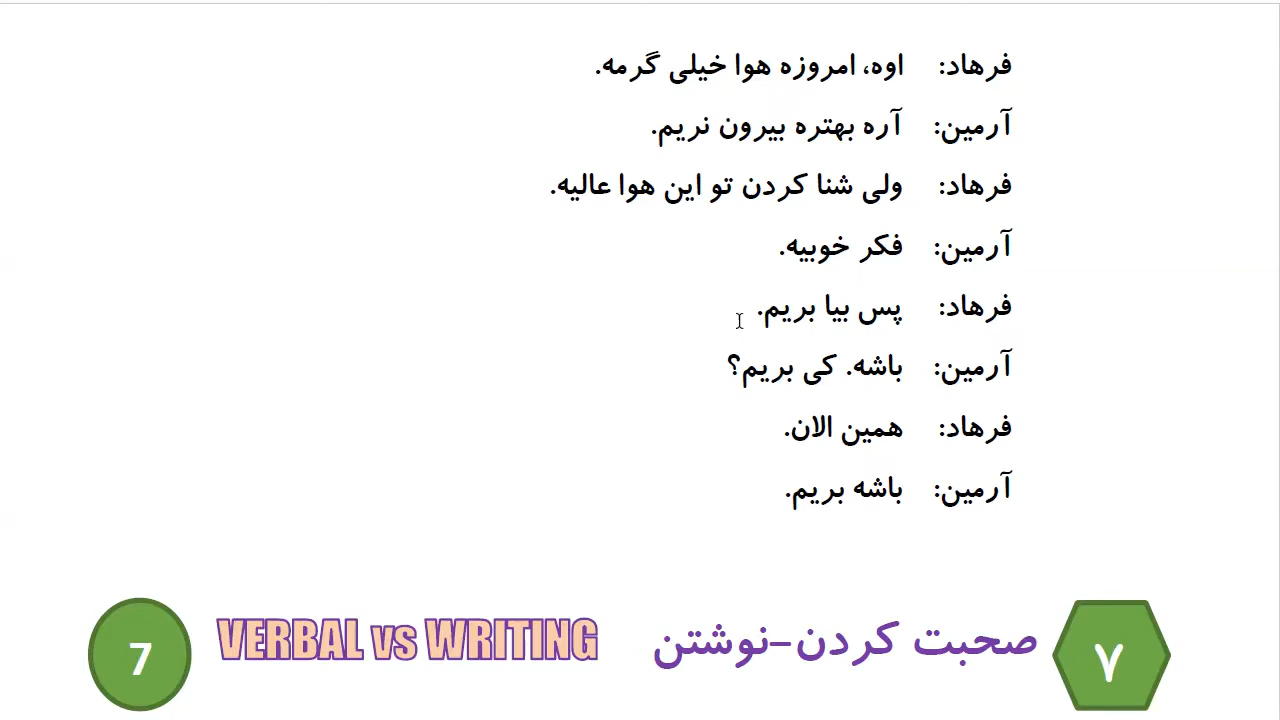 فرهاد: اوه، امروزه هوا خیلی گرمه.
آرمین: آره بهتره بیرون نریم.
فرهاد: ولی شنا کردن تو این هوا عالیه.
آرمین: فکر خوبیه.
فرهاد: پس بیا بریم.
آرمین: باشه. کی بریم؟
فرهاد: همین الان.
آرمین: باشه بریم.
۷ صحبت کردن-نوشتن VERBAL vs WRITING 7